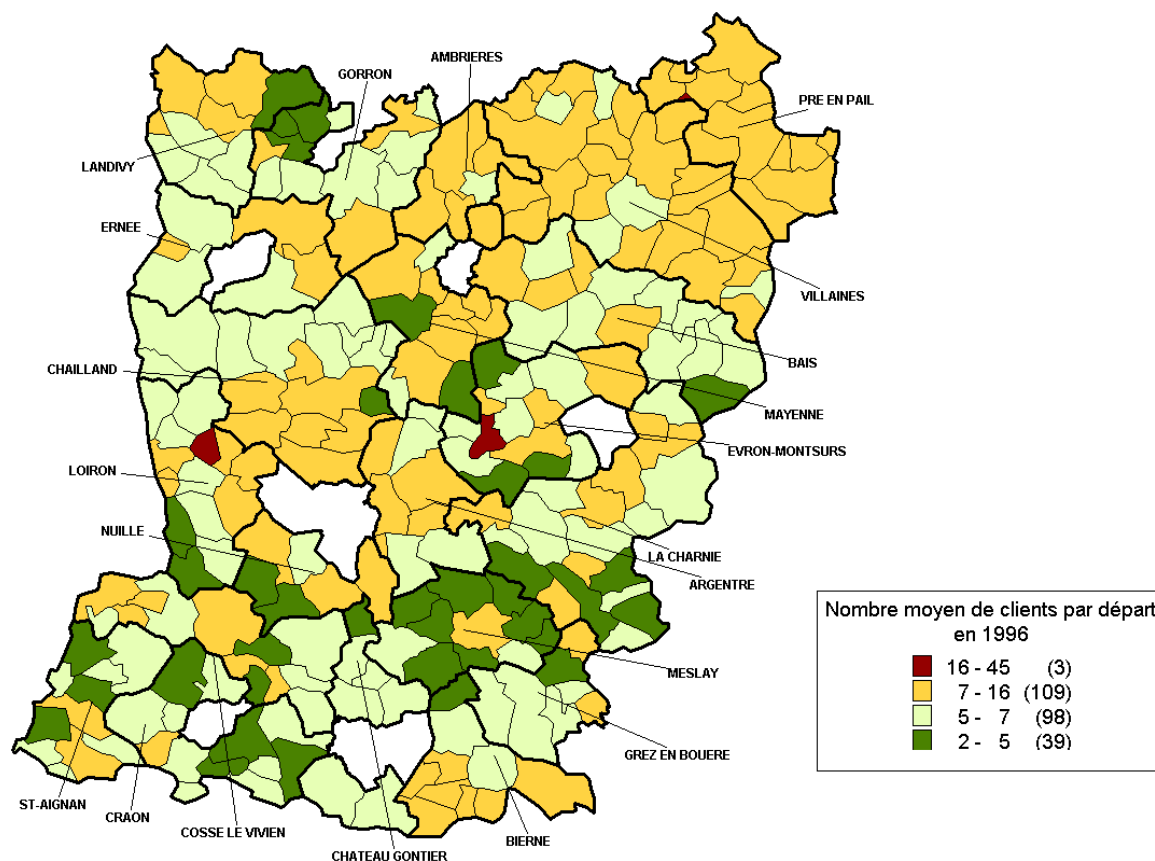 AMBRIERES
GORRON
PRE EN PAIL
LANDIVY
ERNEE
VILLAINES
BAIS
CHAILLAND
MAYENNE
EVRON-MONTSURS
LOIRON
NUILLE
LA CHARNIE
ARGENTRE
MESLAY
GREZ EN BOUERE
ST-AIGNAN
CRAON
COSSE LE VIVIEN
BIERNE
CHATEAU GONTIER
Nombre moyen de clients par départ
en 1996
16 - 45 (3)
7 - 16 (109)
5 - 7 (98)
2 - 5 (39)